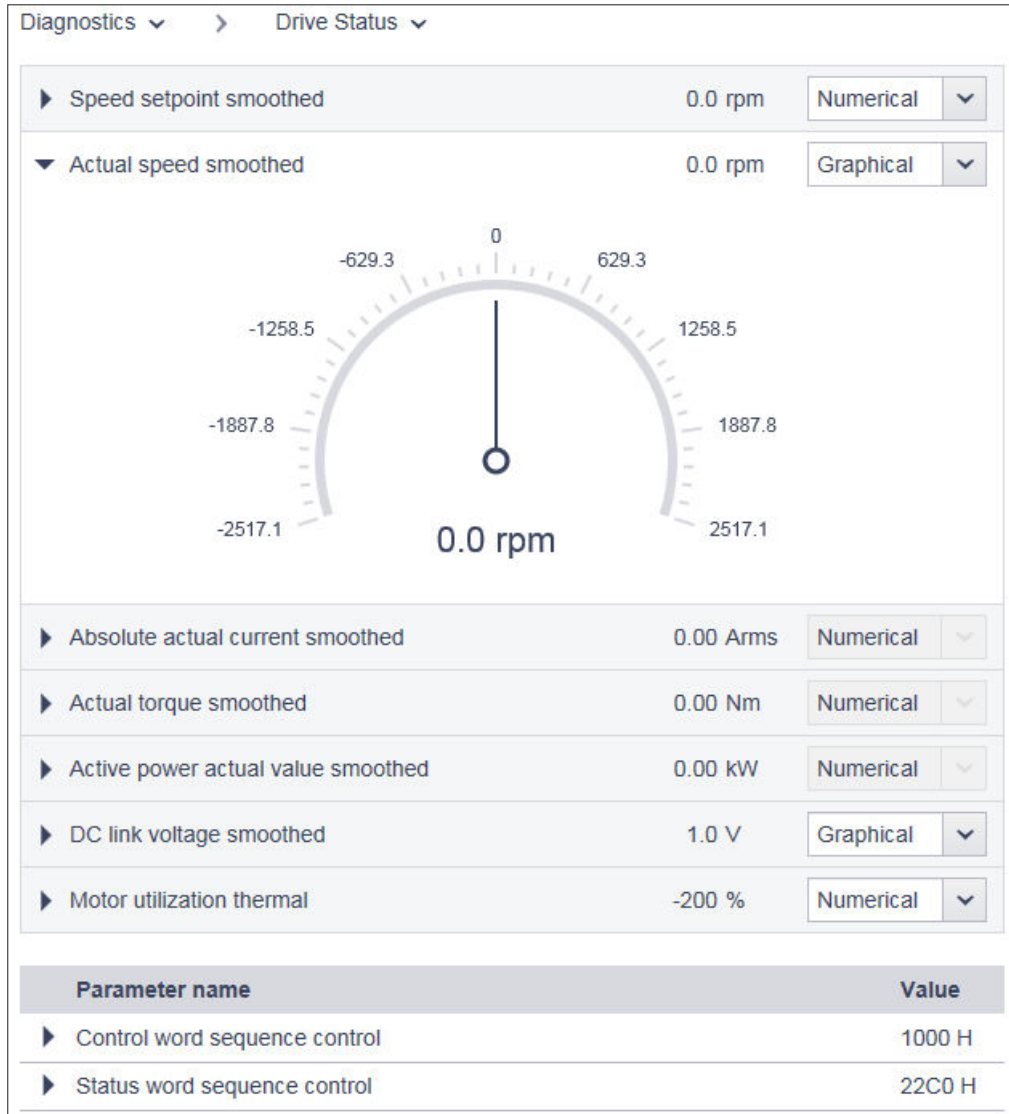 Diagnostics > Drive Status
Speed setpoint smoothed 0.0 rpm Numerical
Actual speed smoothed 0.0 rpm Graphical
0
-629.3 629.3
-1258.5 1258.5
-1887.8 1887.8
-2517.1 2517.1
0.0 rpm
Absolute actual current smoothed 0.00 Arms Numerical
Actual torque smoothed 0.00 Nm Numerical
Active power actual value smoothed 0.00 kW Numerical
DC link voltage smoothed 1.0 V Graphical
Motor utilization thermal -200 % Numerical
Parameter name Value
Control word sequence control 1000 H
Status word sequence control 22C0 H